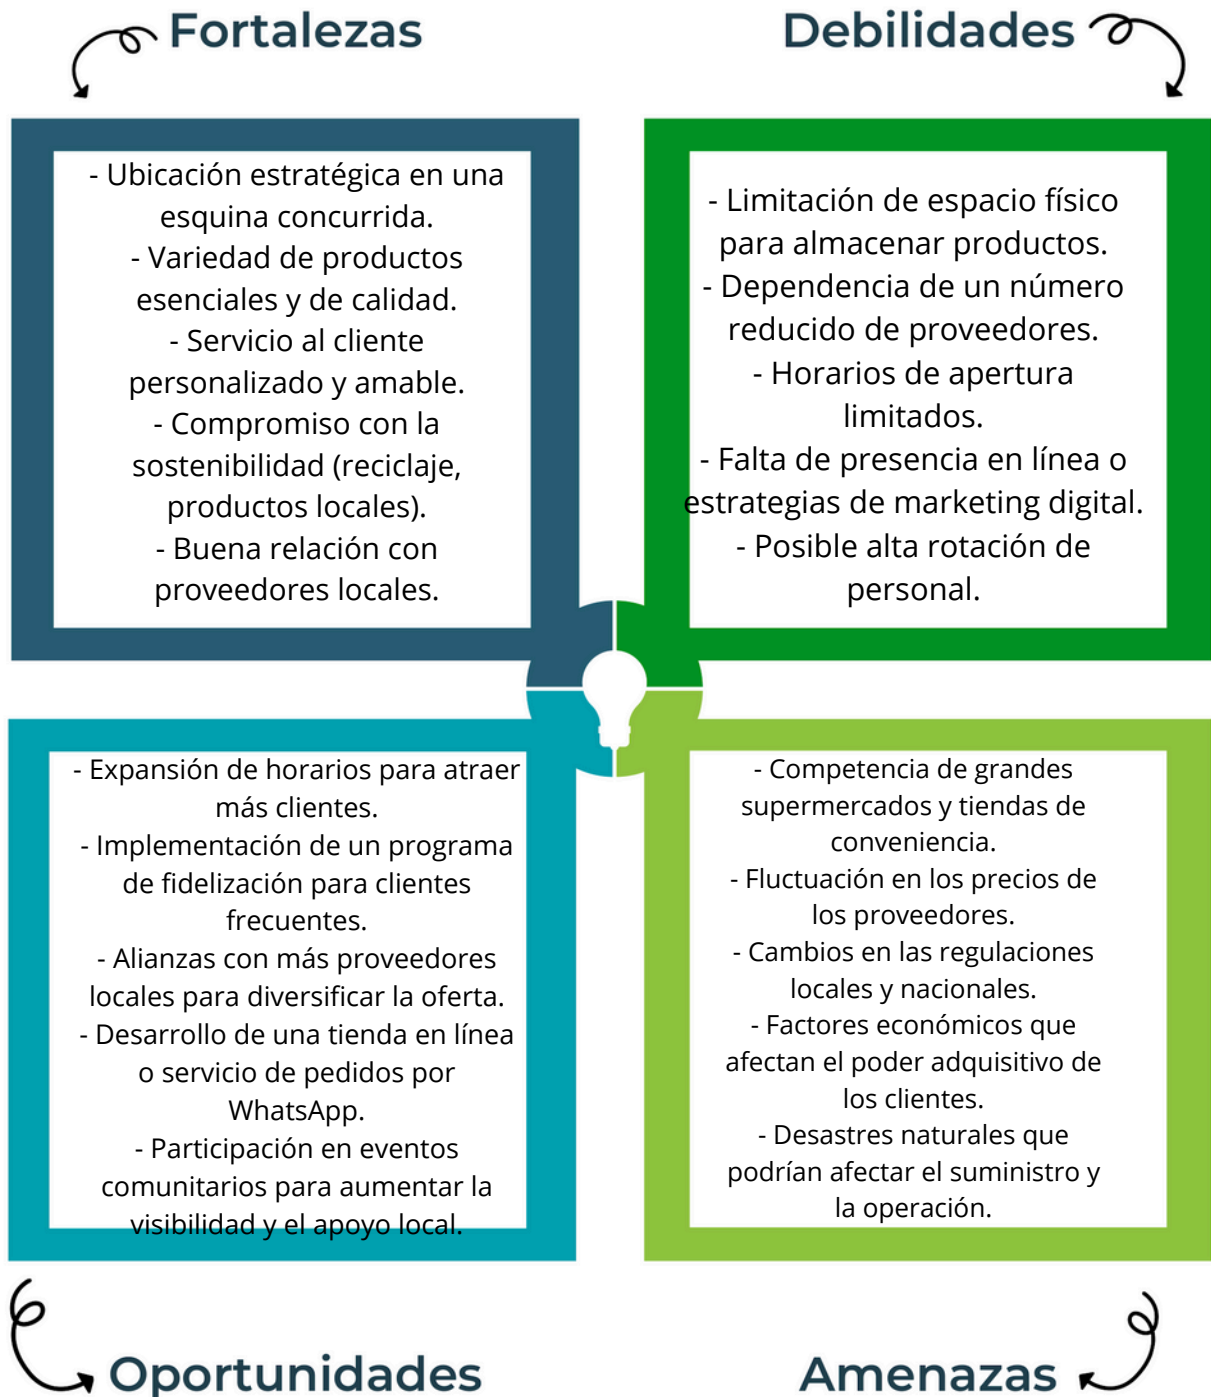 Fortalezas
- Ubicación estratégica en una
esquina concurrida.
- Variedad de productos
esenciales y de calidad.
- Servicio al cliente
personalizado y amable.
- Compromiso con la
sostenibilidad (reciclaje,
productos locales).
- Buena relación con
proveedores locales.
Debilidades
- Limitación de espacio físico
para almacenar productos.
- Dependencia de un número
reducido de proveedores.
- Horarios de apertura
limitados.
- Falta de presencia en línea o
estrategias de marketing digital.
- Posible alta rotación de
personal.
- Expansión de horarios para atraer
más clientes.
- Implementación de un programa
de fidelización para clientes
frecuentes.
- Alianzas con más proveedores
locales para diversificar la oferta.
- Desarrollo de una tienda en línea
o servicio de pedidos por
WhatsApp.
- Participación en eventos
comunitarios para aumentar la
visibilidad y el apoyo local.
Oportunidades
- Competencia de grandes
supermercados y tiendas de
conveniencia.
- Fluctuación en los precios de
los proveedores.
- Cambios en las regulaciones
locales y nacionales.
- Factores económicos que
afectan el poder adquisitivo de
los clientes.
- Desastres naturales que
podrían afectar el suministro y
la operación.
Amenazas